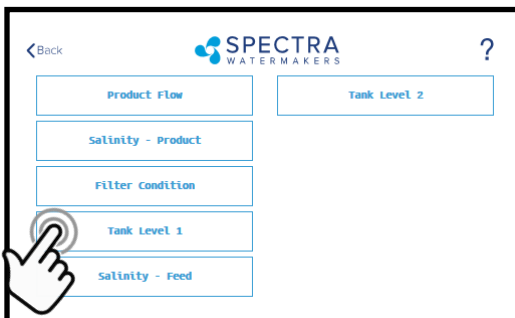 Back
SPECTRA
WATERMAKERS
?
Product Flow
Tank Level 2
Salinity - Product
Filter Condition
Tank Level 1
Salinity - Feed